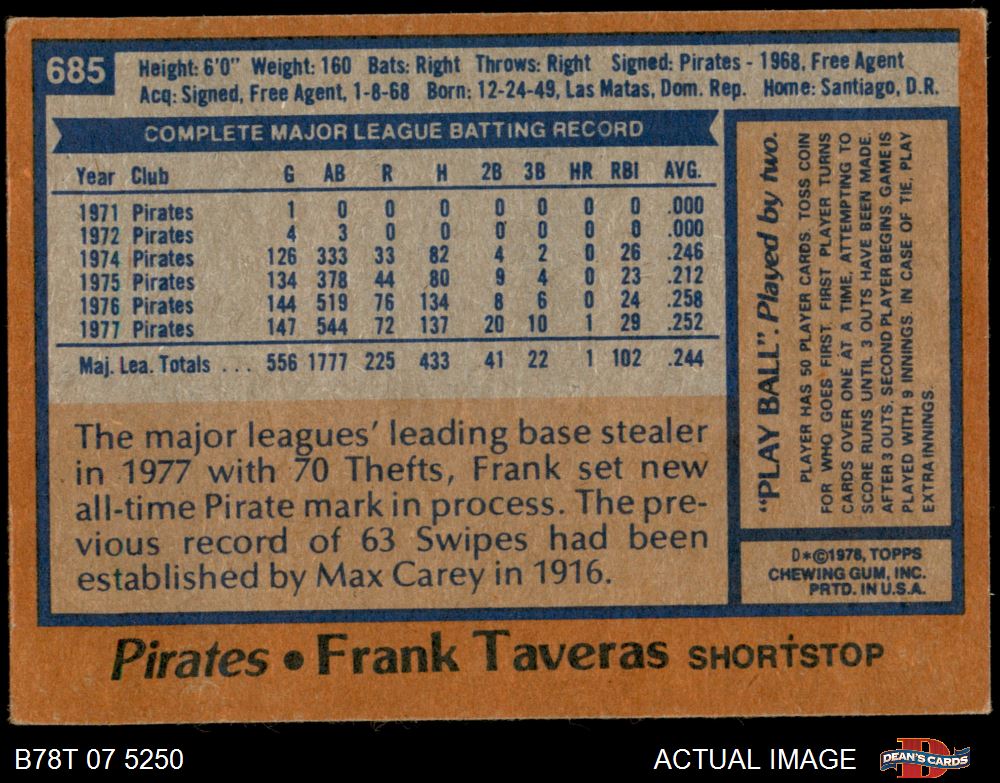 685
Height: 6'0" Weight: 160 Bats: Right Throws: Right Signed: Pirates - 1968, Free Agent
Acq: Signed, Free Agent, 1-8-68 Born: 12-24-49, Las Matas, Dom. Rep. Home: Santiago, D.R.
COMPLETE MAJOR LEAGUE BATTING RECORD
Year Club G AB R H 2B 3B HR RBI AVG.
1971 Pirates 1 0 0 0 0 0 0 0 .000
1972 Pirates 4 3 0 0 0 0 0 0 .000
1974 Pirates 126 333 33 82 4 2 0 26 .246
1975 Pirates 134 378 44 80 9 4 0 23 .212
1976 Pirates 144 519 76 134 8 6 0 24 .258
1977 Pirates 147 544 72 137 20 10 1 29 .252
Maj. Lea. Totals ... 556 1777 225 433 41 22 1 102 .244
The major leagues' leading base stealer
in 1977 with 70 Thefts, Frank set new
all-time Pirate mark in process. The pre-
vious record of 63 Swipes had been
established by Max Carey in 1916.
"PLAY BALL". Played by two.
PLAYER HAS 50 PLAYER CARDS. TOSS COIN
FOR WHO GOES FIRST. FIRST PLAYER TURNS
CARDS OVER ONE AT A TIME, ATTEMPTING TO
SCORE RUNS UNTIL 3 OUTS HAVE BEEN MADE.
AFTER 3 OUTS, SECOND PLAYER BEGINS. GAME IS
PLAYED WITH 9 INNINGS. IN CASE OF TIE, PLAY
EXTRA INNINGS.
D*©1978, TOPPS
CHEWING GUM, INC.
PRTD. IN U.S.A.
Pirates • Frank Taveras SHORTSTOP
B78T 07 5250
ACTUAL IMAGE
D
DEAN'S CARDS